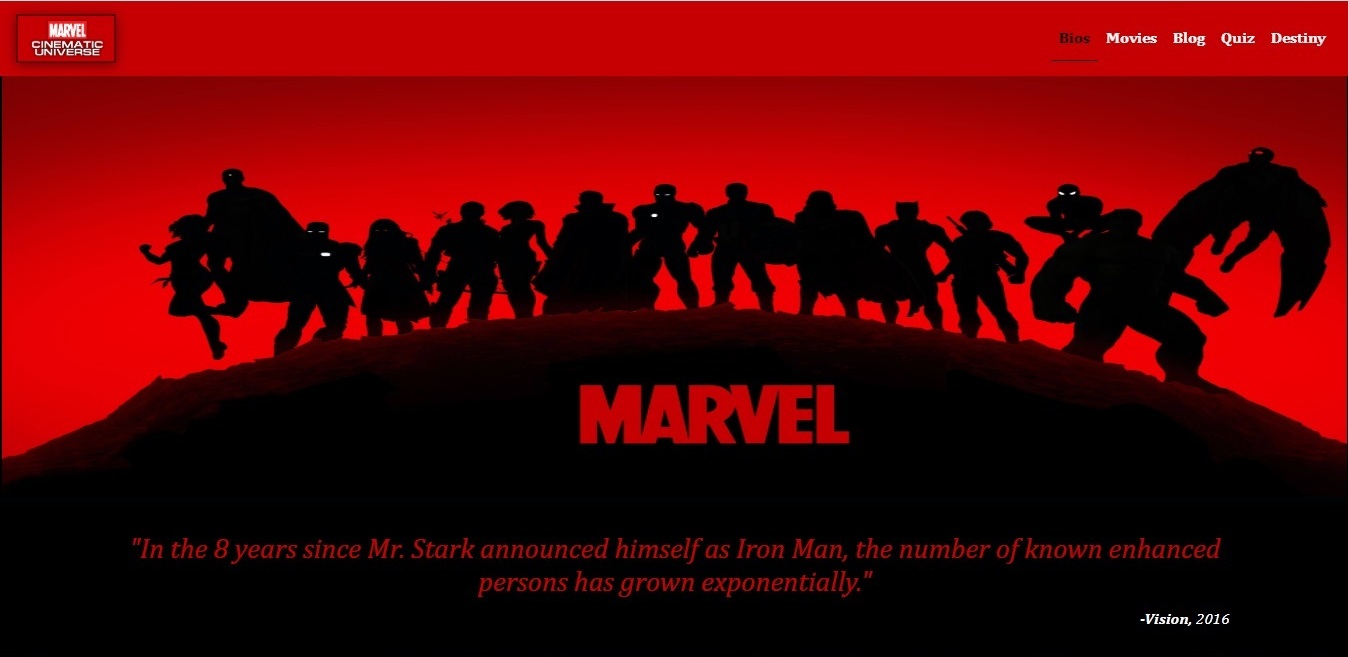 MARVEL
CINEMATIC
UNIVERSE
Bios Movies Blog Quiz Destiny
MARVEL
"In the 8 years since Mr. Stark announced himself as Iron Man, the number of known enhanced
persons has grown exponentially."
-Vision, 2016